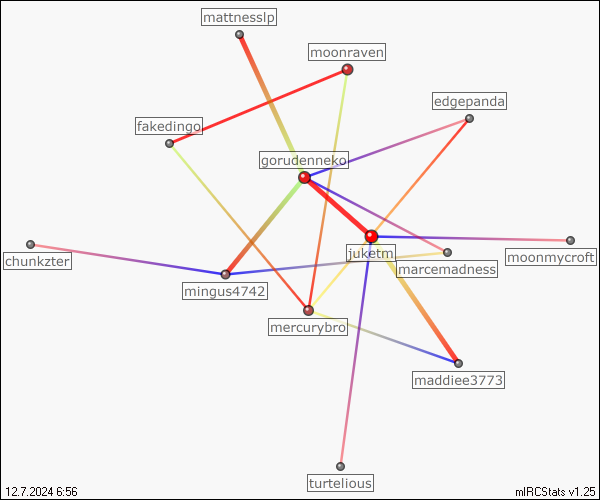 mattnesslp
moonraven
edgepanda
fakedingo
gorudenneko
juketm
moonmycroft
chunkzter
marcemadness
mingus4742
mercurybro
maddiee3773
turtelious
12.7.2024 6:56
mIRCStats v1.25